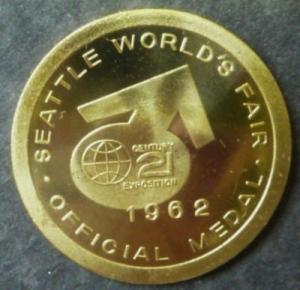 SEATTLE WORLD'S FAIR
CENTURY
21
EXPOSITION
1962
OFFICIAL MEDAL